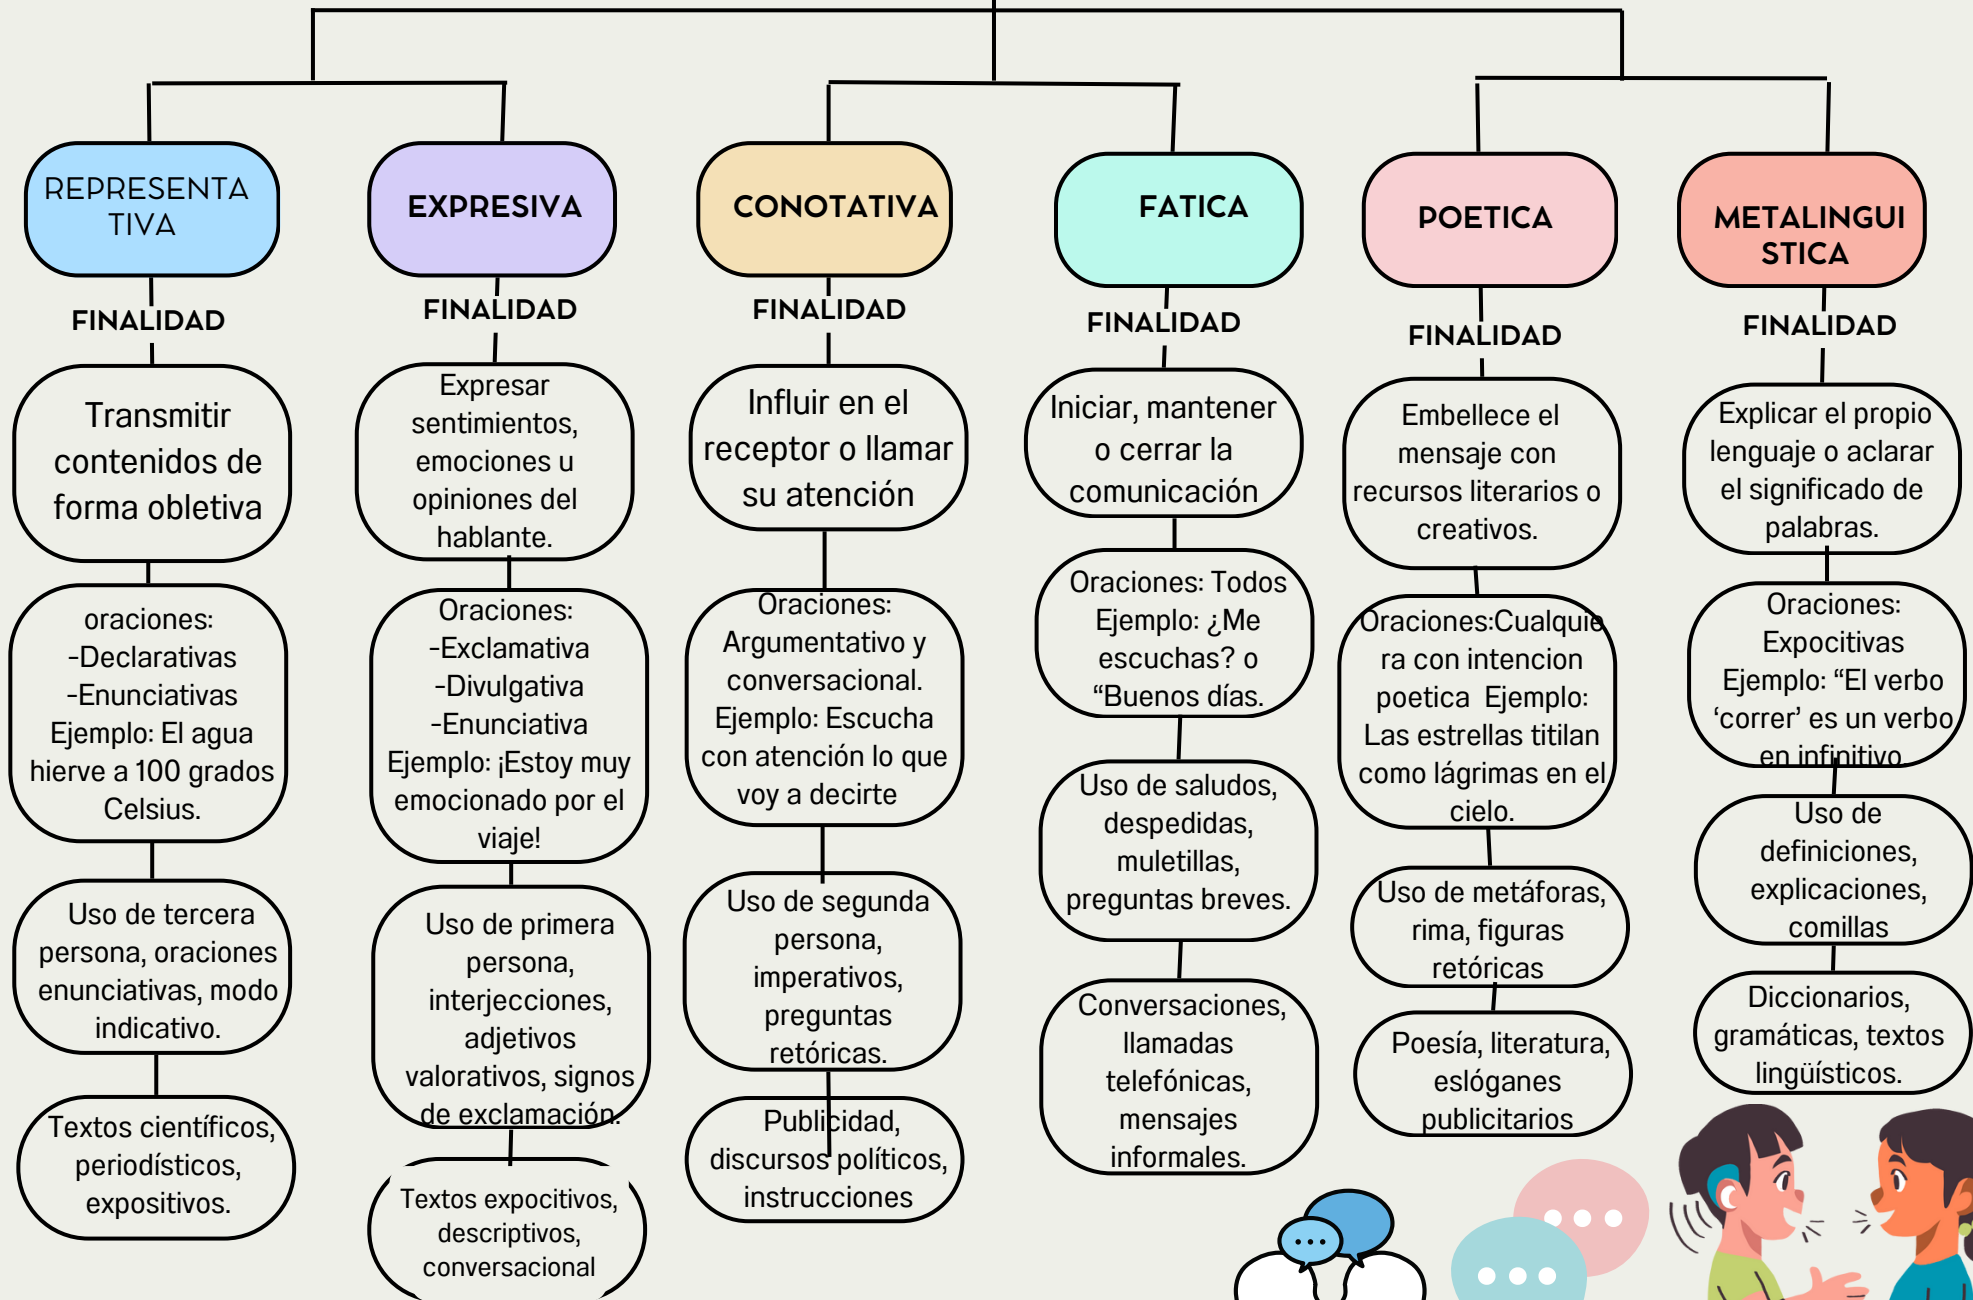 REPRESENTA
TIVA
FINALIDAD
Transmitir
contenidos de
forma obletiva
oraciones:
-Declarativas
-Enunciativas
Ejemplo: El agua
hierve a 100 grados
Celsius.
Uso de tercera
persona, oraciones
enunciativas, modo
indicativo.
Textos científicos,
periodísticos,
expositivos.
EXPRESIVA
FINALIDAD
Expresar
sentimientos,
emociones u
opiniones del
hablante.
Oraciones:
-Exclamativa
-Divulgativa
-Enunciativa
Ejemplo: ¡Estoy muy
emocionado por el
viaje!
Uso de primera
persona,
interjecciones,
adjetivos
valorativos, signos
de exclamación.
Textos expocitivos,
descriptivos,
conversacional
CONOTATIVA
FINALIDAD
Influir en el
receptor o llamar
su atención
Oraciones:
Argumentativo y
conversacional.
Ejemplo: Escucha
con atención lo que
voy a decirte
Uso de segunda
persona,
imperativos,
preguntas
retóricas.
Publicidad,
discursos políticos,
instrucciones
FATICA
FINALIDAD
Iniciar, mantener
o cerrar la
comunicación
Oraciones: Todos
Ejemplo: ¿Me
escuchas? o
“Buenos días.
Uso de saludos,
despedidas,
muletillas,
preguntas breves.
Conversaciones,
llamadas
telefónicas,
mensajes
informales.
POETICA
FINALIDAD
Embellece el
mensaje con
recursos literarios o
creativos.
Oraciones:Cualquie
ra con intencion
poetica Ejemplo:
Las estrellas titilan
como lágrimas en el
cielo.
Uso de metáforas,
rima, figuras
retóricas
Poesía, literatura,
eslóganes
publicitarios
METALINGUI
STICA
FINALIDAD
Explicar el propio
lenguaje o aclarar
el significado de
palabras.
Oraciones:
Expocitivas
Ejemplo: “El verbo
‘correr’ es un verbo
en infinitivo.
Uso de
definiciones,
explicaciones,
comillas
Diccionarios,
gramáticas, textos
lingüísticos.